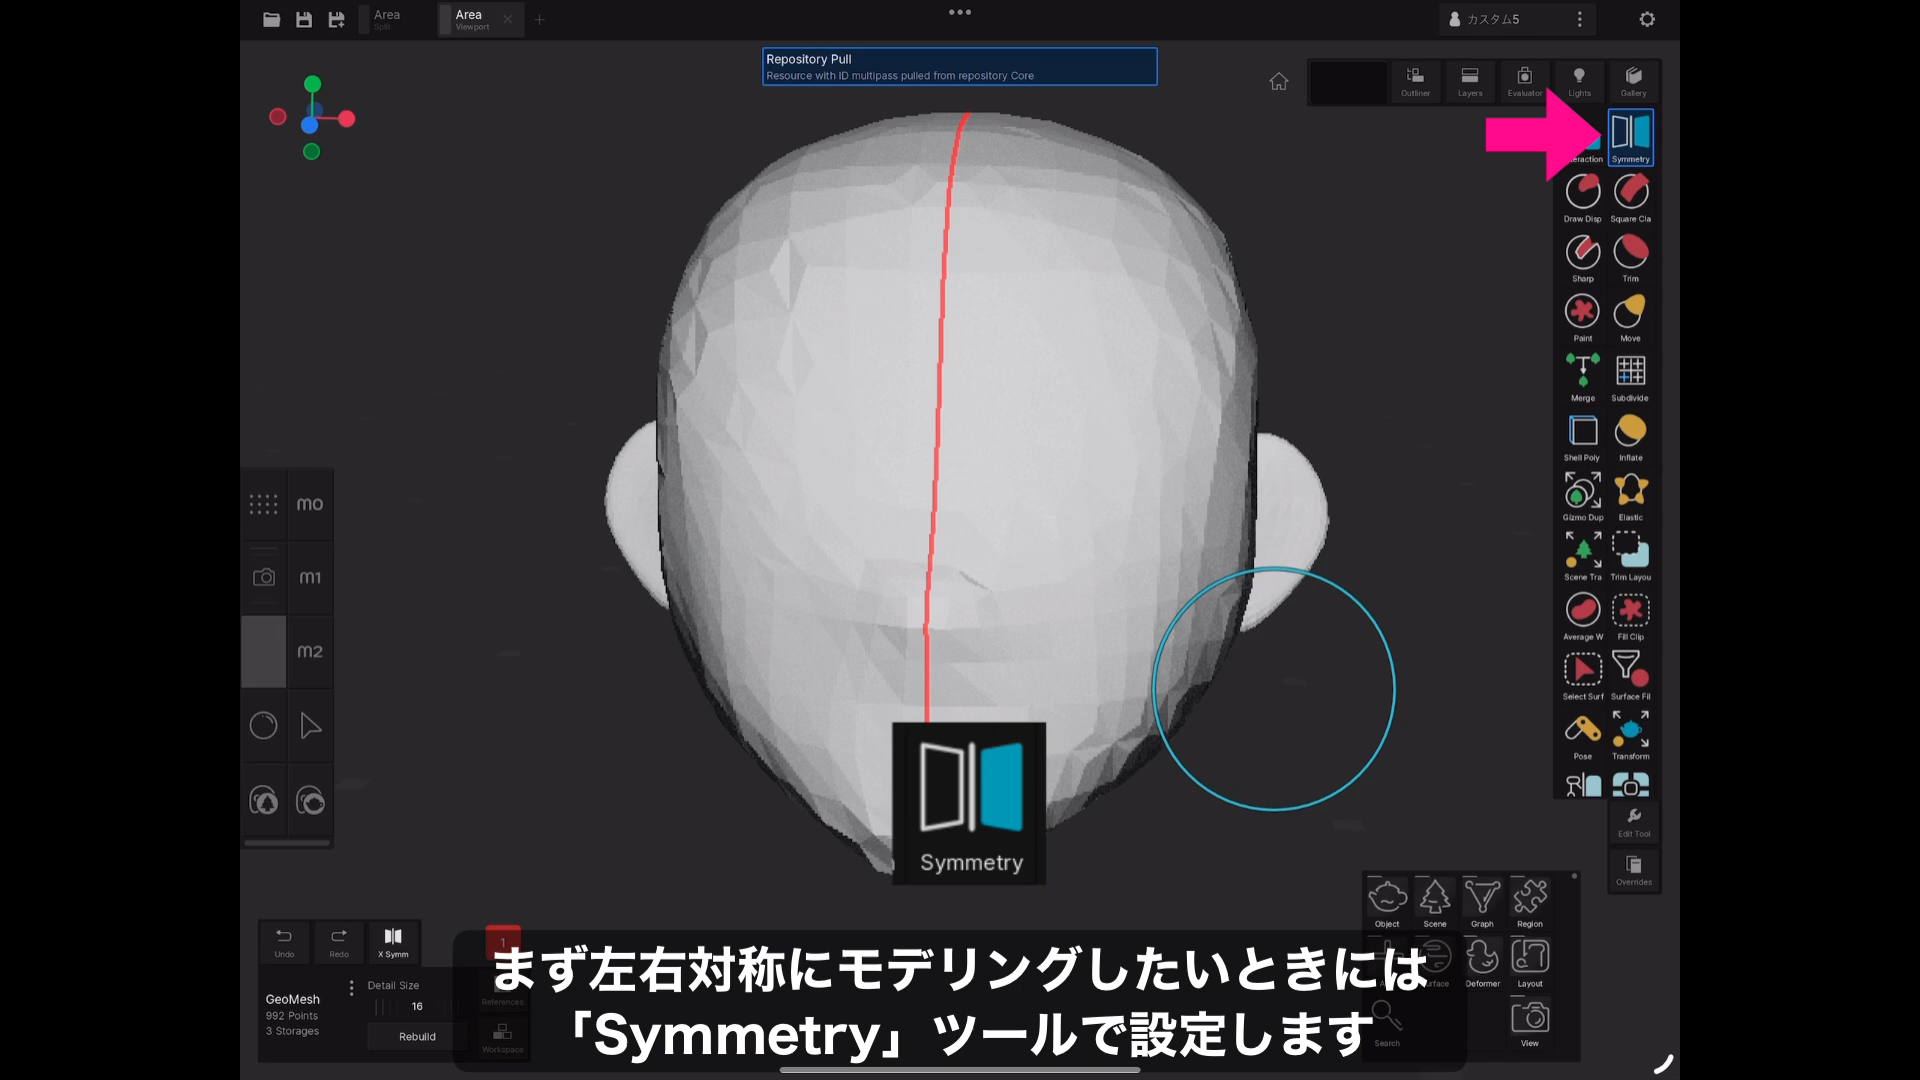 Area
Split
Area
Viewport
カスタム5
Repository Pull
Resource with ID multipass pulled from repository Core
Outliner
Layers
Evaluator
Lights
Gallery
eraction
Symmetry
Draw Disp
Square Cla
Sharp
Trim
Paint
Move
Merge
Subdivide
Shell Poly
Inflate
Gizmo Dup
Elastic
Scene Tra
Trim Layou
Average W
Fill Clip
Select Surf
Surface Fil
Pose
Transform
Edit Tool
Overrides
m0
m1
m2
Symmetry
Object
Scene
Graph
Region
Deformer
Layout
Search
View
Undo
Redo
X Symm
1
References
Workspace
GeoMesh
992 Points
3 Storages
Detail Size
16
Rebuild
まず左右対称にモデリングしたいときには
「Symmetry」ツールで設定します